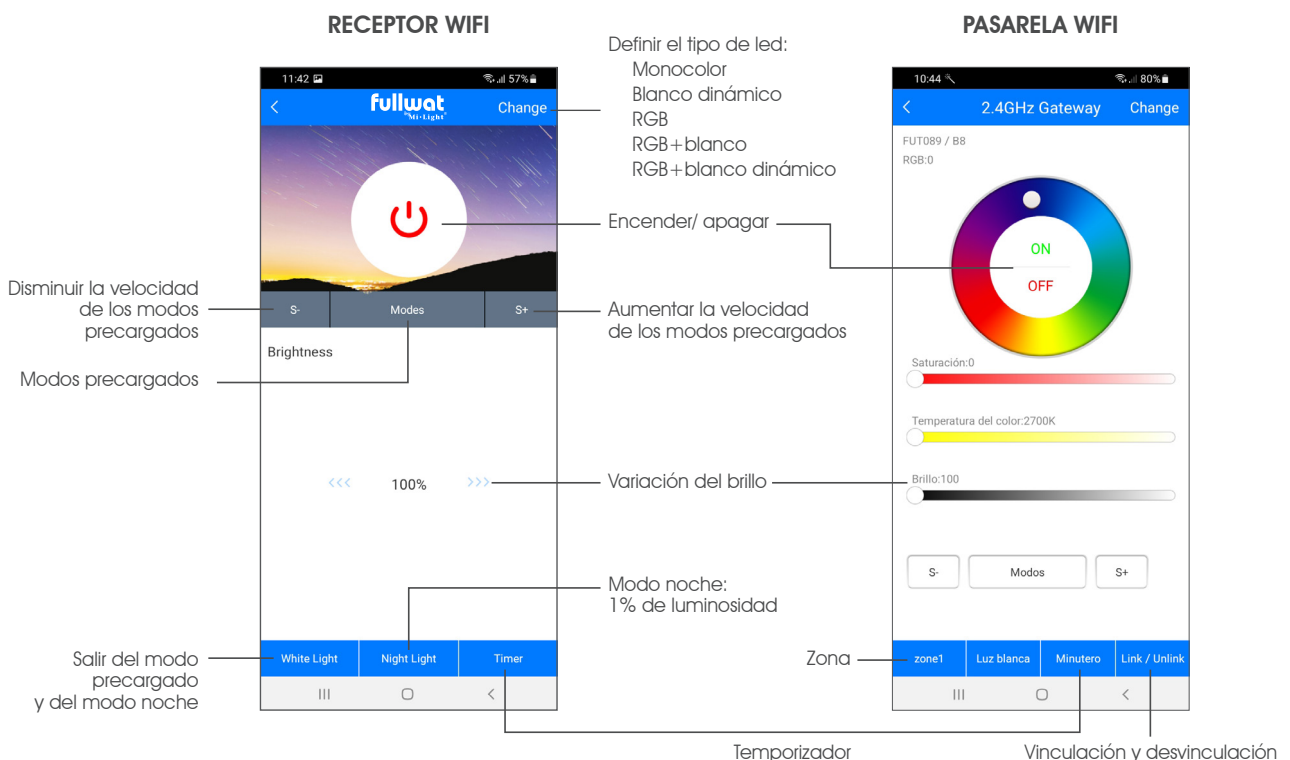 RECEPTOR WIFI
PASARELA WIFI
Definir el tipo de led:
Monocolor
Blanco dinámico
RGB
RGB+blanco
RGB+blanco dinámico
Encender/ apagar
Aumentar la velocidad
de los modos precargados
Variación del brillo
Modo noche:
1% de luminosidad
Disminuir la velocidad
de los modos
precargados
Modos precargados
Salir del modo
precargado
y del modo noche
11:42
57%
fullwat
by Mi·Light
Change
S-
Modes
S+
Brightness
<<<
100%
>>>
White Light
Night Light
Timer
10:44
80%
2.4GHz Gateway
Change
FUT089 / B8
RGB:0
ON
OFF
Saturación:0
Temperatura del color:2700K
Brillo:100
S-
Modos
S+
Zona
zone1
Luz blanca
Minutero
Link / Unlink
Temporizador
Vinculación y desvinculación